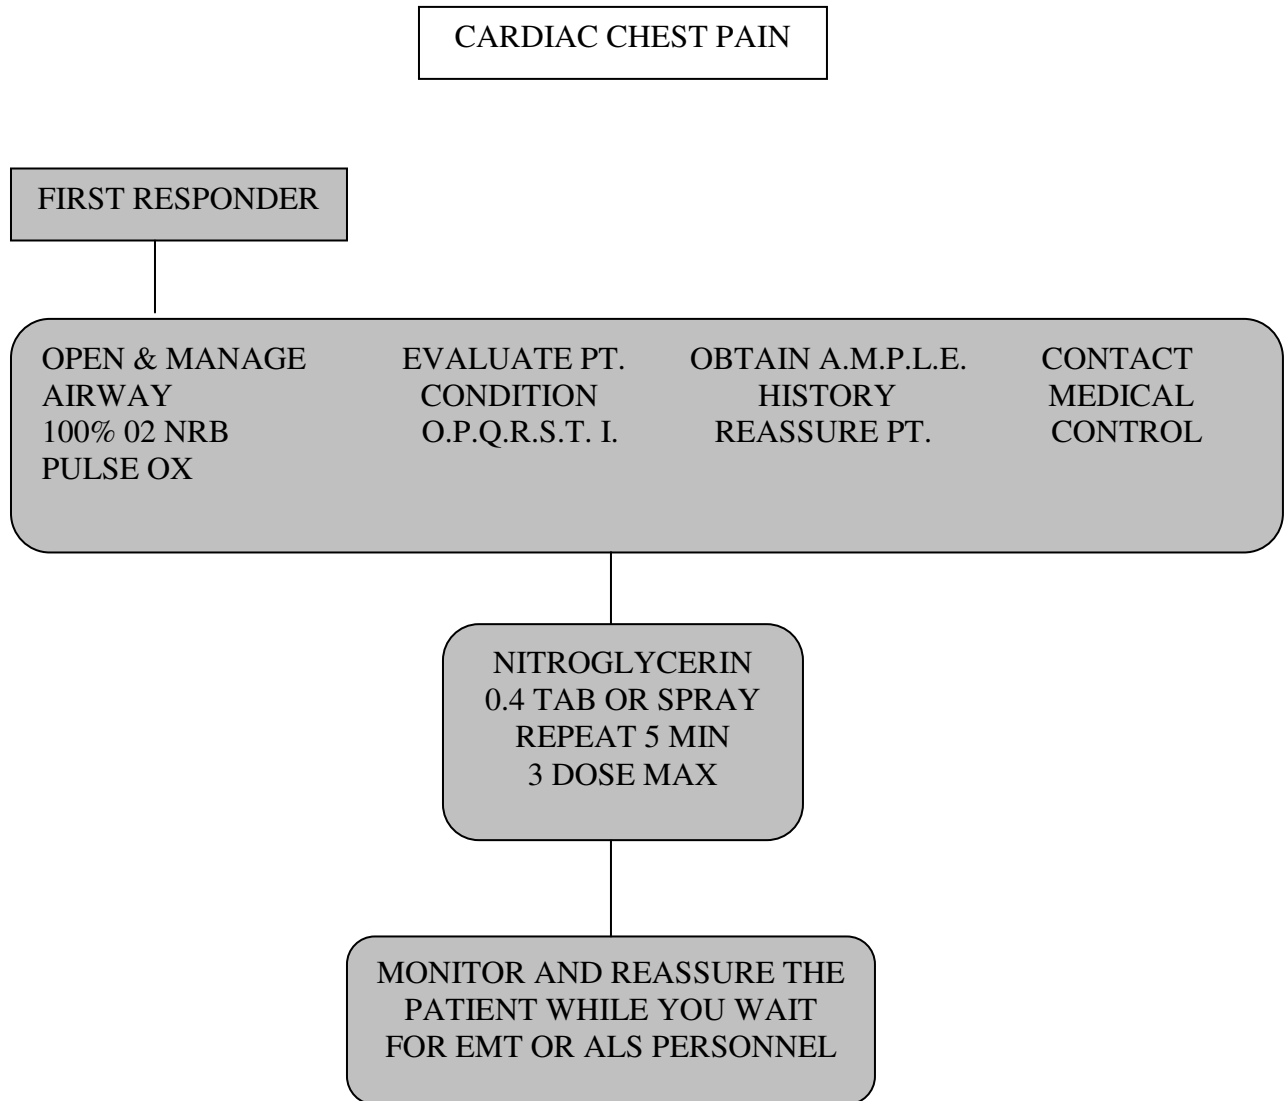 CARDIAC CHEST PAIN
FIRST RESPONDER
OPEN & MANAGE
AIRWAY
100% 02 NRB
PULSE OX
EVALUATE PT.
CONDITION
O.P.Q.R.S.T. I.
OBTAIN A.M.P.L.E.
HISTORY
REASSURE PT.
CONTACT
MEDICAL
CONTROL
NITROGLYCERIN
0.4 TAB OR SPRAY
REPEAT 5 MIN
3 DOSE MAX
MONITOR AND REASSURE THE
PATIENT WHILE YOU WAIT
FOR EMT OR ALS PERSONNEL